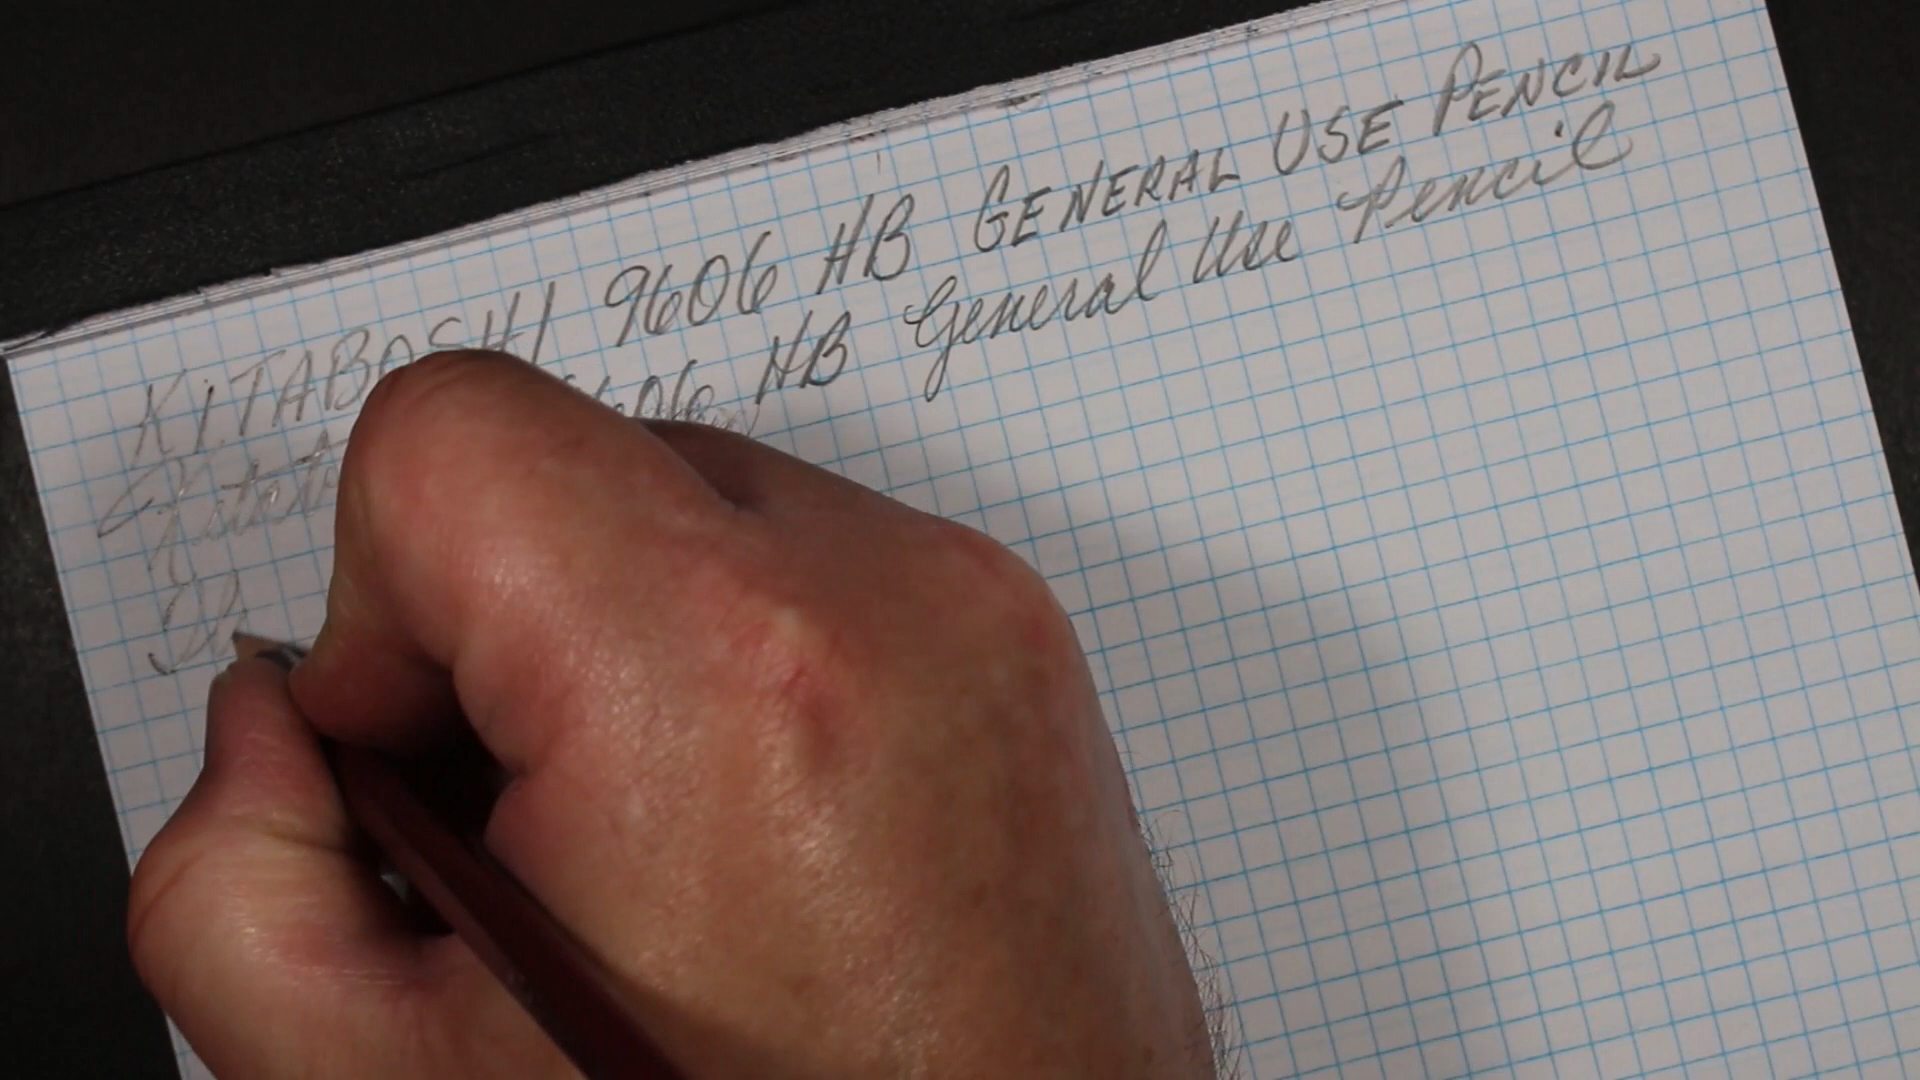 KITABOSHI 9606 HB GENERAL USE PENCIL
9606 HB General Use Pencil